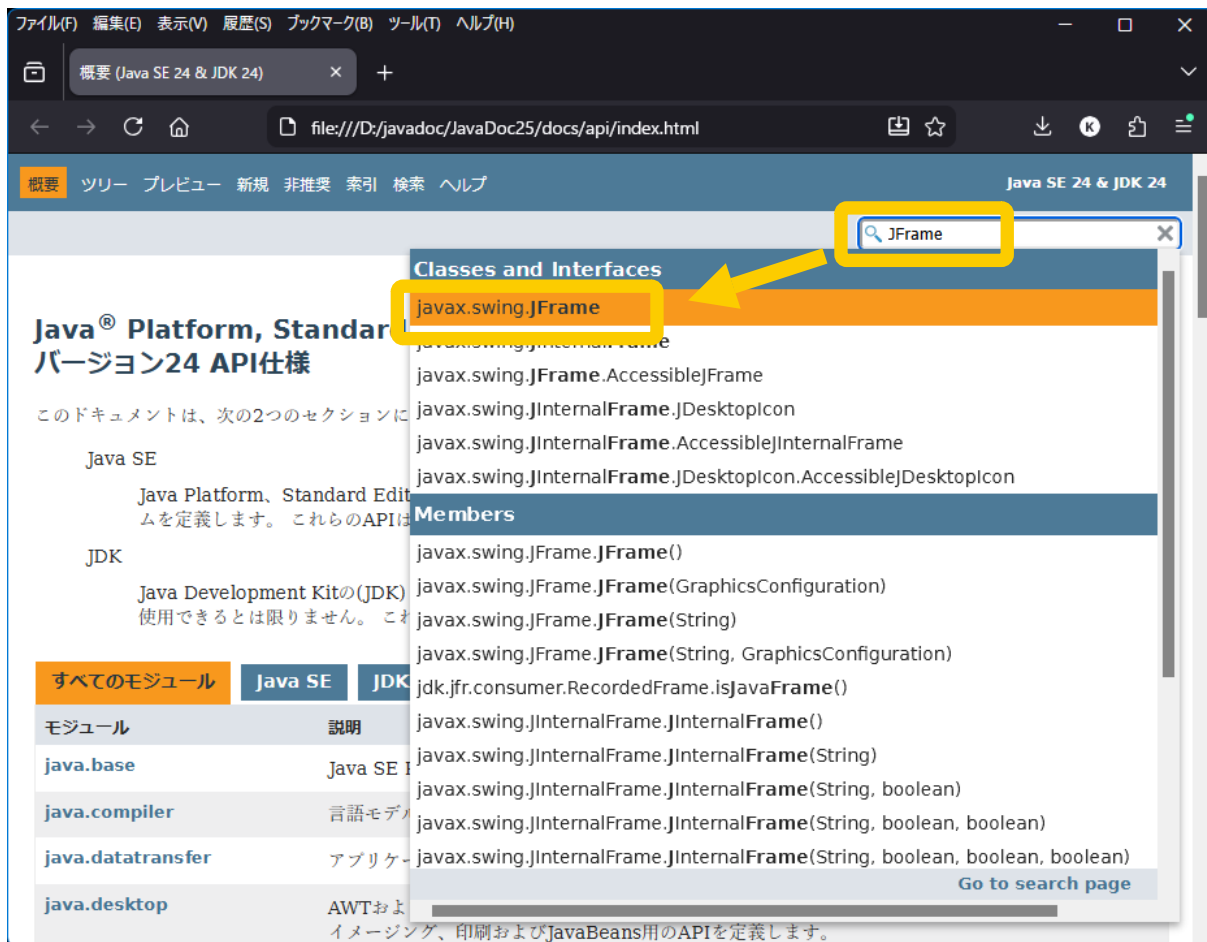 ファイル(F) 編集(E) 表示(V) 履歴(S) ブックマーク(B) ツール(T) ヘルプ(H)
概要 (Java SE 24 & JDK 24)
file:///D:/javadoc/JavaDoc25/docs/api/index.html
K
概要 ツリー プレビュー 新規 非推奨 索引 検索 ヘルプ
Java SE 24 & JDK 24
JFrame
Java® Platform, Standard
バージョン24 API仕様
このドキュメントは、次の2つのセクションに
Java SE
Java Platform、Standard Edit
ムを定義します。 これらのAPIは
JDK
Java Development Kitの(JDK)
使用できるとは限りません。 これ
すべてのモジュール Java SE JDK
モジュール 説明
java.base Java SE
java.compiler 言語モデル
java.datatransfer アプリケー
java.desktop AWTおよ
イメージング、印刷およびJavaBeans用のAPIを定義します。
Classes and Interfaces
javax.swing.JFrame
javax.swing.JInternalFrame
javax.swing.JFrame.AccessibleJFrame
javax.swing.JInternalFrame.JDesktopIcon
javax.swing.JInternalFrame.AccessibleJInternalFrame
javax.swing.JInternalFrame.JDesktopIcon.AccessibleJDesktopIcon
Members
javax.swing.JFrame.JFrame()
javax.swing.JFrame.JFrame(GraphicsConfiguration)
javax.swing.JFrame.JFrame(String)
javax.swing.JFrame.JFrame(String, GraphicsConfiguration)
jdk.jfr.consumer.RecordedFrame.isJavaFrame()
javax.swing.JInternalFrame.JInternalFrame()
javax.swing.JInternalFrame.JInternalFrame(String)
javax.swing.JInternalFrame.JInternalFrame(String, boolean)
javax.swing.JInternalFrame.JInternalFrame(String, boolean, boolean)
javax.swing.JInternalFrame.JInternalFrame(String, boolean, boolean, boolean)
Go to search page